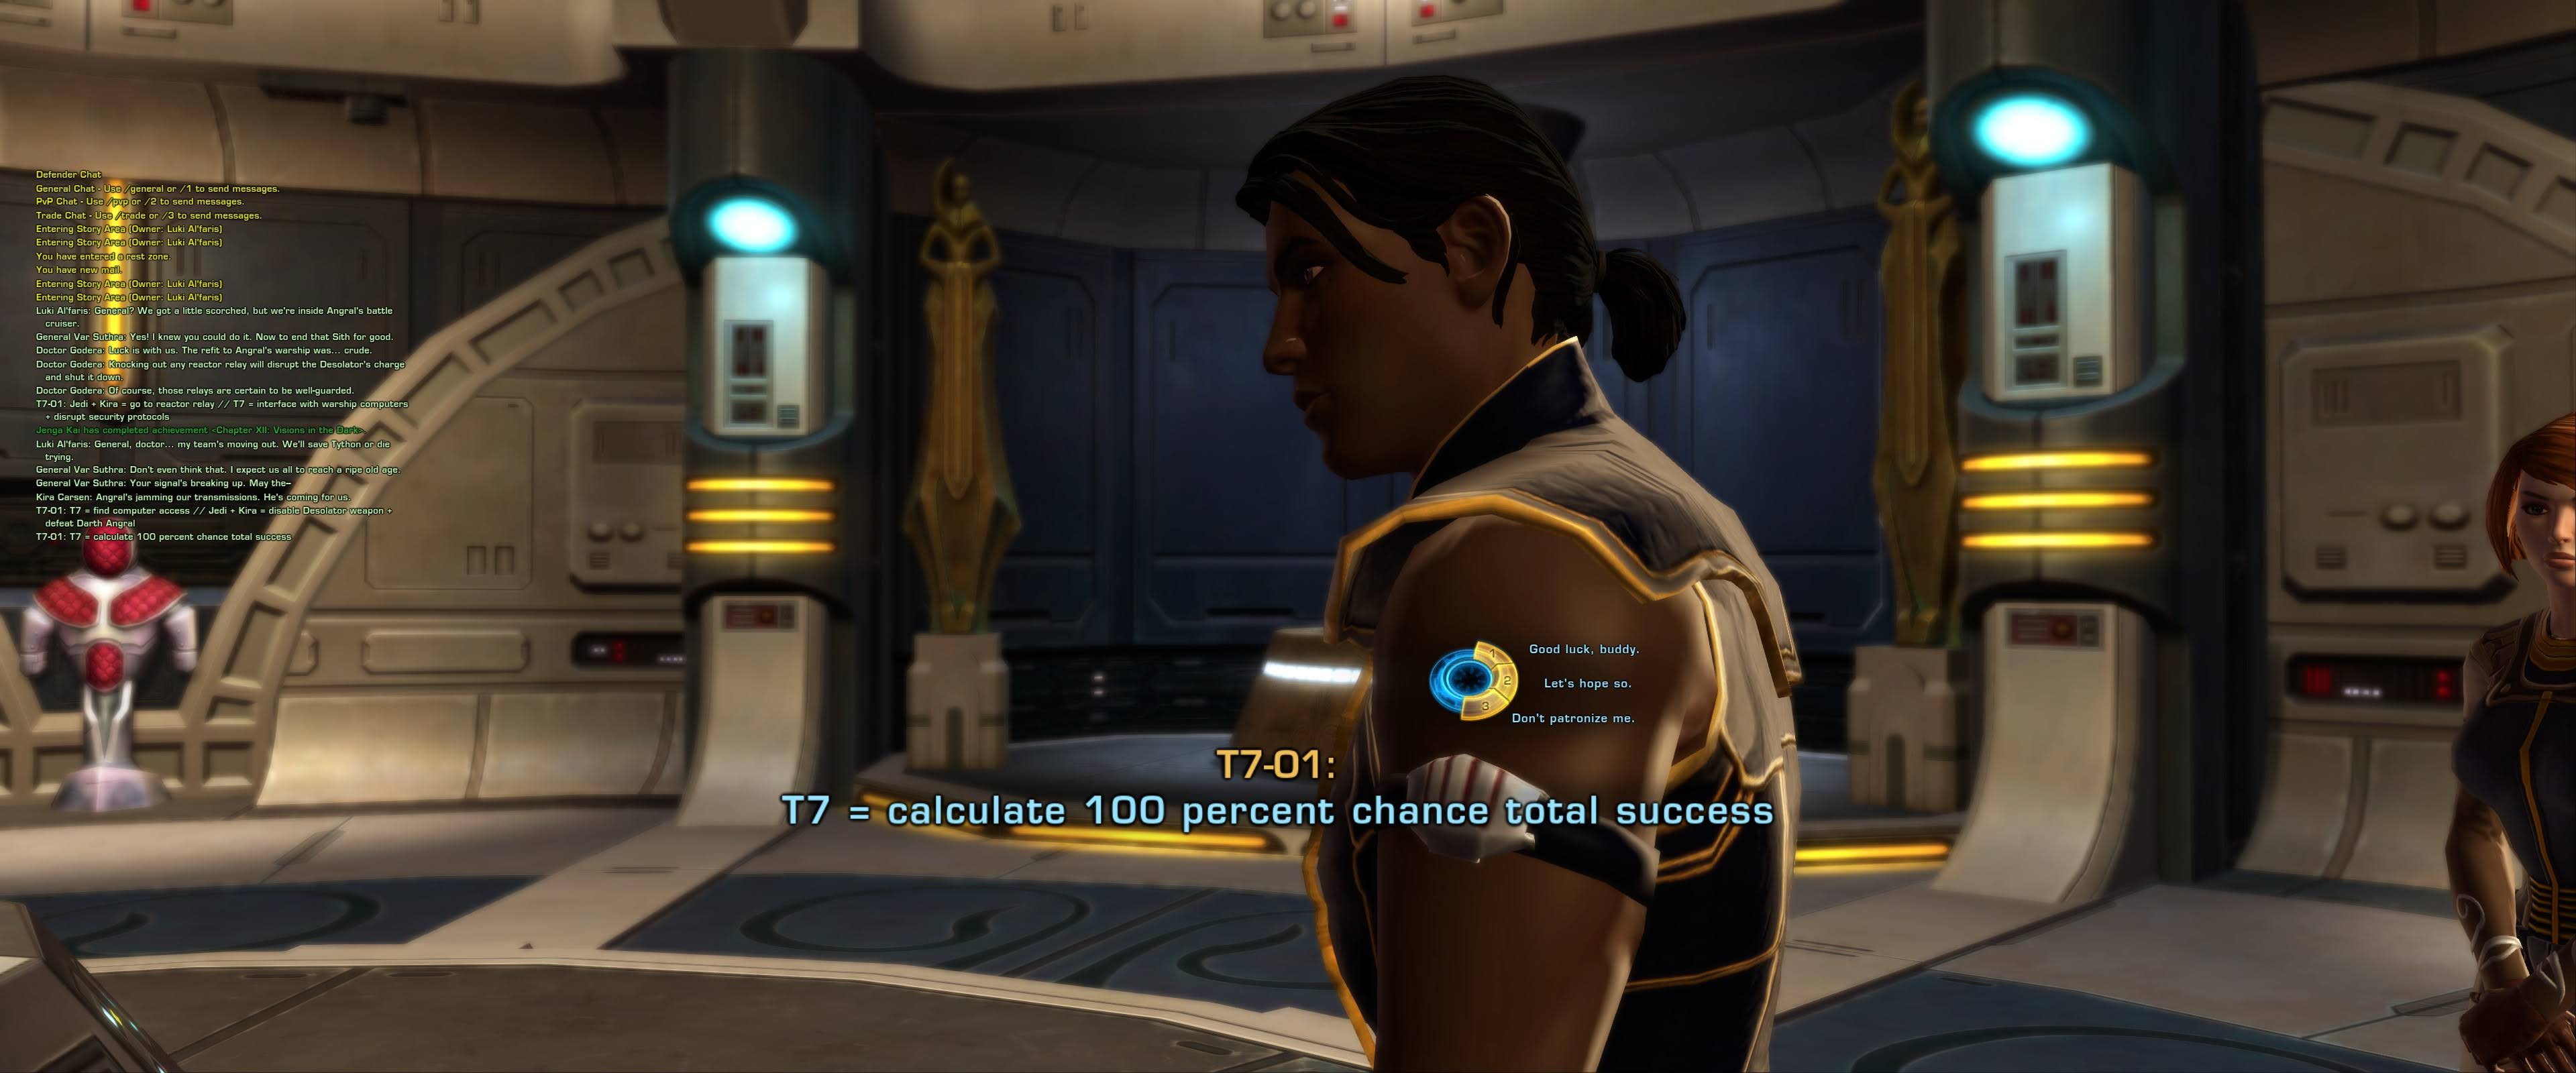 Defender Chat
General Chat - Use /general or /1 to send messages.
PvP Chat - Use /pvp or /2 to send messages.
Trade Chat - Use /trade or /3 to send messages.
Entering Story Area (Owner: Luki Al'faris)
Entering Story Area (Owner: Luki Al'faris)
You have entered a rest zone.
You have new mail.
Entering Story Area (Owner: Luki Al'faris)
Entering Story Area (Owner: Luki Al'faris)
Luki Al'faris: General? We got a little scorched, but we're inside Angral's battle
cruiser.
General Var Suthra: Yes! I knew you could do it. Now to end that Sith for good.
Doctor Godera: Luck is with us. The refit to Angral's warship was... crude.
Doctor Godera: Knocking out any reactor relay will disrupt the Desolator's charge
and shut it down.
Doctor Godera: Of course, those relays are certain to be well-guarded.
T7-01: Jedi + Kira = go to reactor relay // T7 = interface with warship computers
+ disrupt security protocols
Jenga Kai has completed achievement <Chapter XII: Visions in the Dark>.
Luki Al'faris: General, doctor... my team's moving out. We'll save Tython or die
trying.
General Var Suthra: Don't even think that. I expect us all to reach a ripe old age.
General Var Suthra: Your signal's breaking up. May the–
Kira Carsen: Angral's jamming our transmissions. He's coming for us.
T7-01: T7 = find computer access // Jedi + Kira = disable Desolator weapon +
defeat Darth Angral
T7-01: T7 = calculate 100 percent chance total success
1 Good luck, buddy.
2 Let's hope so.
3 Don't patronize me.
T7-01:
T7 = calculate 100 percent chance total success